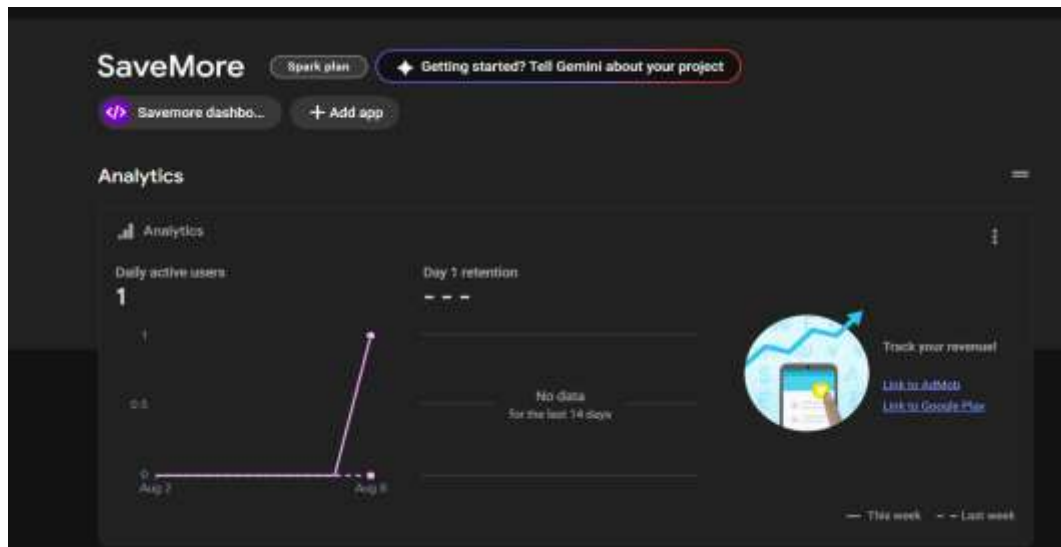 SaveMore
Spark plan
Getting started? Tell Gemini about your project
Savemore dashbo...
+ Add app
Analytics
Analytics
Daily active users
1
Day 1 retention
- - -
1
0.5
0
Aug 2
Aug 8
No data
for the last 14 days
Track your revenue!
Link to AdMob
Link to Google Play
This week
Last week